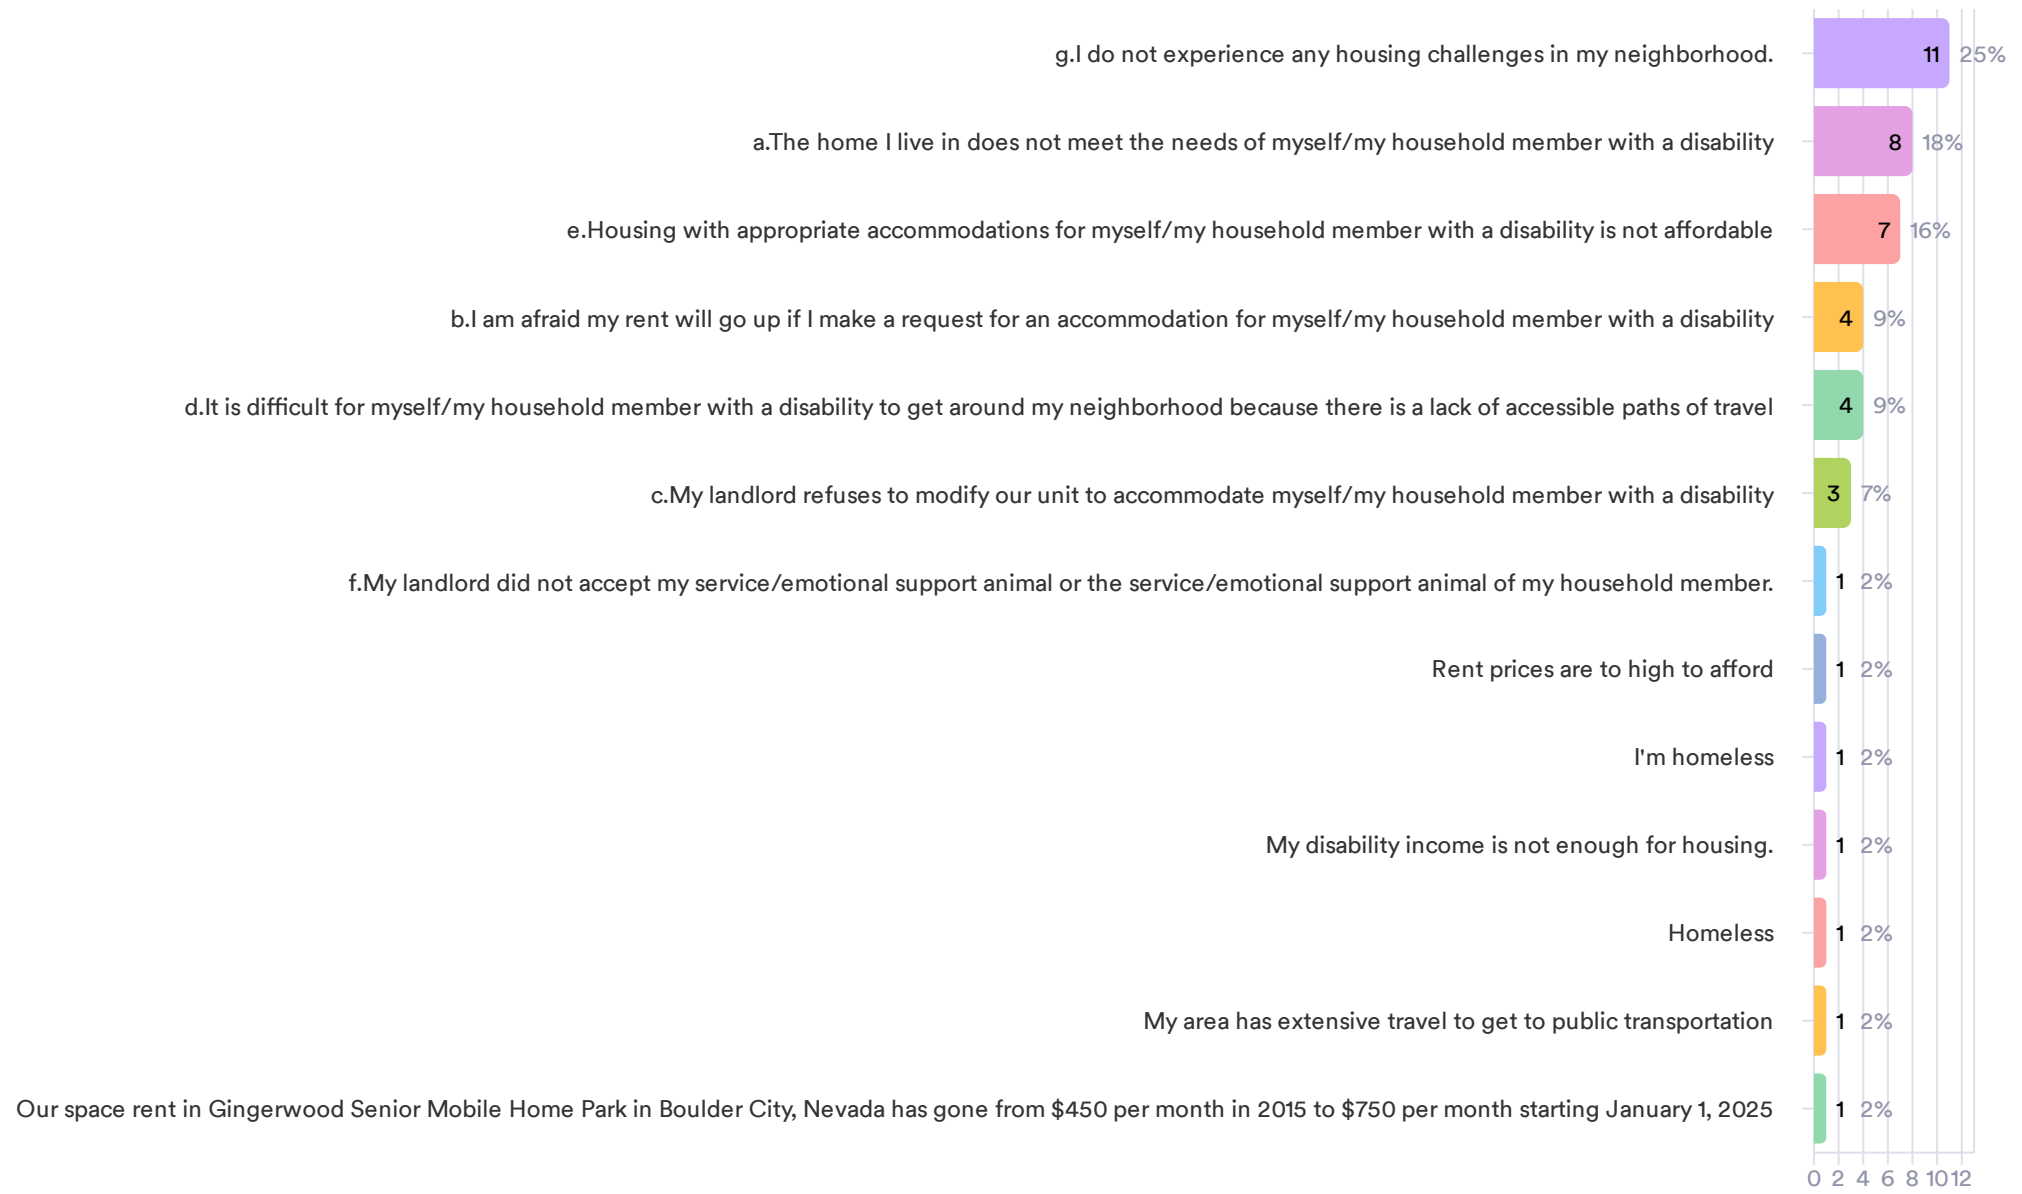 g.I do not experience any housing challenges in my neighborhood. 11 25%
a.The home I live in does not meet the needs of myself/my household member with a disability 8 18%
e.Housing with appropriate accommodations for myself/my household member with a disability is not affordable 7 16%
b.I am afraid my rent will go up if I make a request for an accommodation for myself/my household member with a disability 4 9%
d.It is difficult for myself/my household member with a disability to get around my neighborhood because there is a lack of accessible paths of travel 4 9%
c.My landlord refuses to modify our unit to accommodate myself/my household member with a disability 3 7%
f.My landlord did not accept my service/emotional support animal or the service/emotional support animal of my household member. 1 2%
Rent prices are to high to afford 1 2%
I'm homeless 1 2%
My disability income is not enough for housing. 1 2%
Homeless 1 2%
My area has extensive travel to get to public transportation 1 2%
Our space rent in Gingerwood Senior Mobile Home Park in Boulder City, Nevada has gone from $450 per month in 2015 to $750 per month starting January 1, 2025 1 2%
0 2 4 6 8 10 12